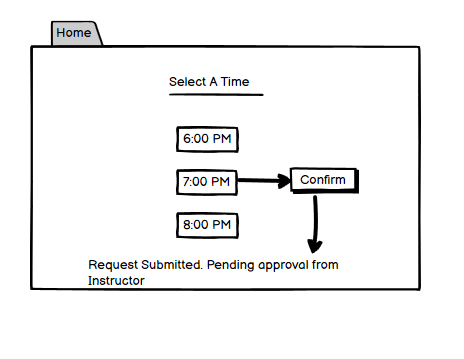 Home
Select A Time
6:00 PM
7:00 PM
Confirm
8:00 PM
Request Submitted. Pending approval from
Instructor